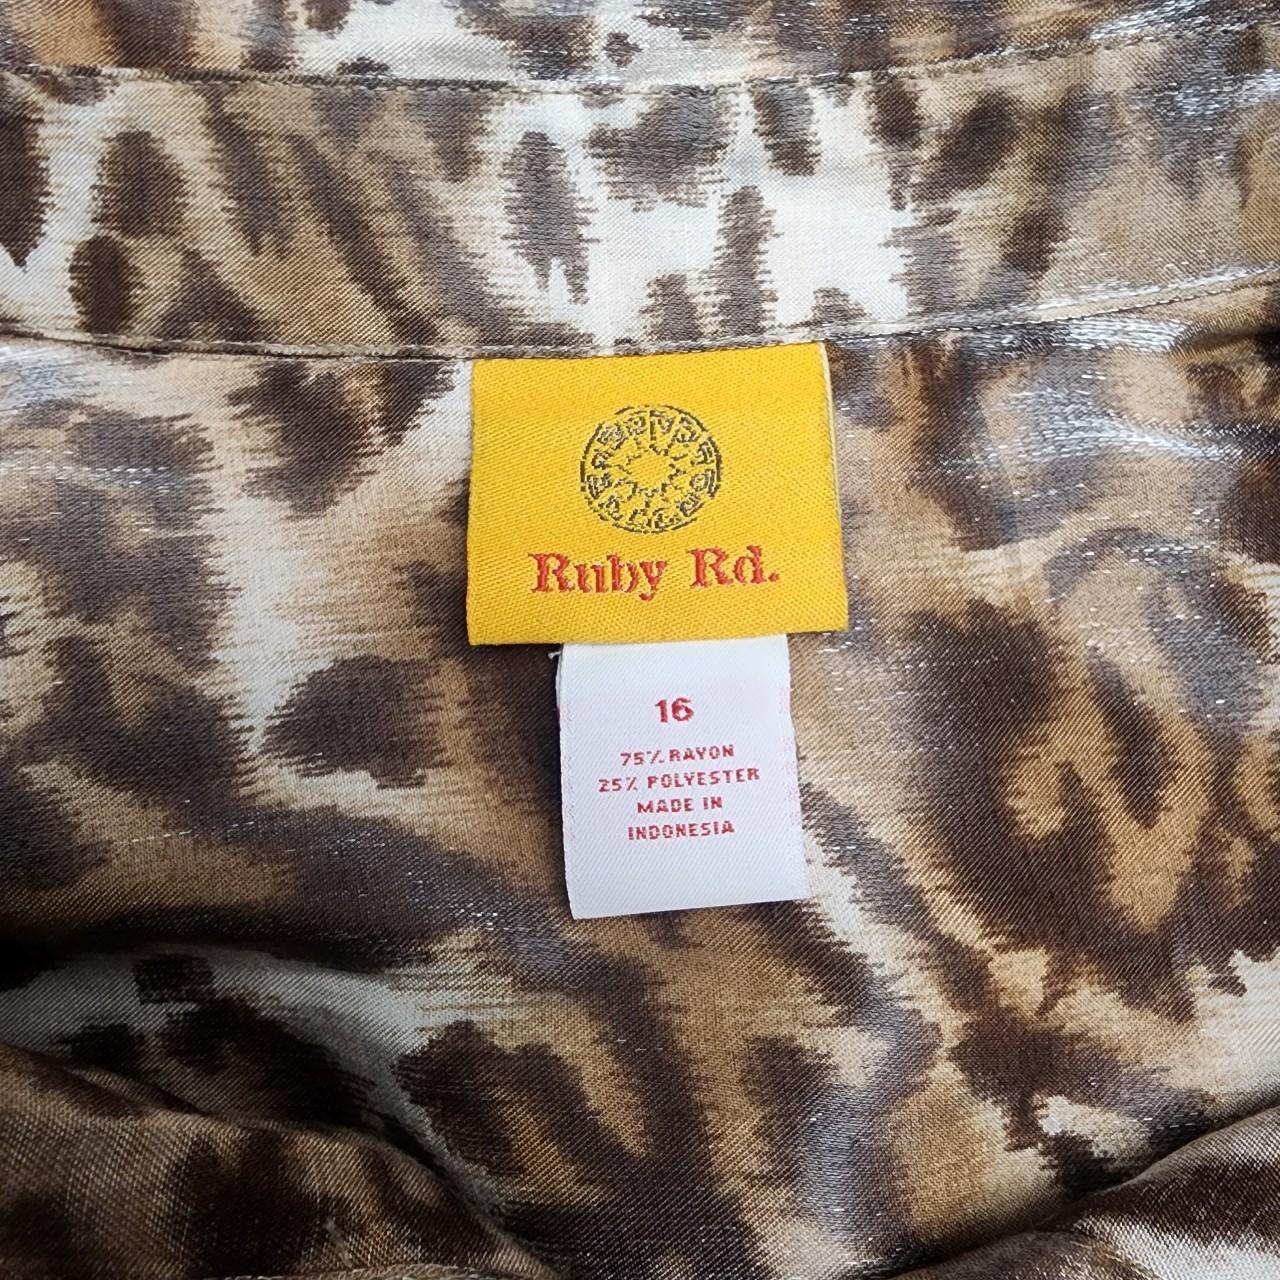 Ruby Rd.
16
75% RAYON
25% POLYESTER
MADE IN
INDONESIA